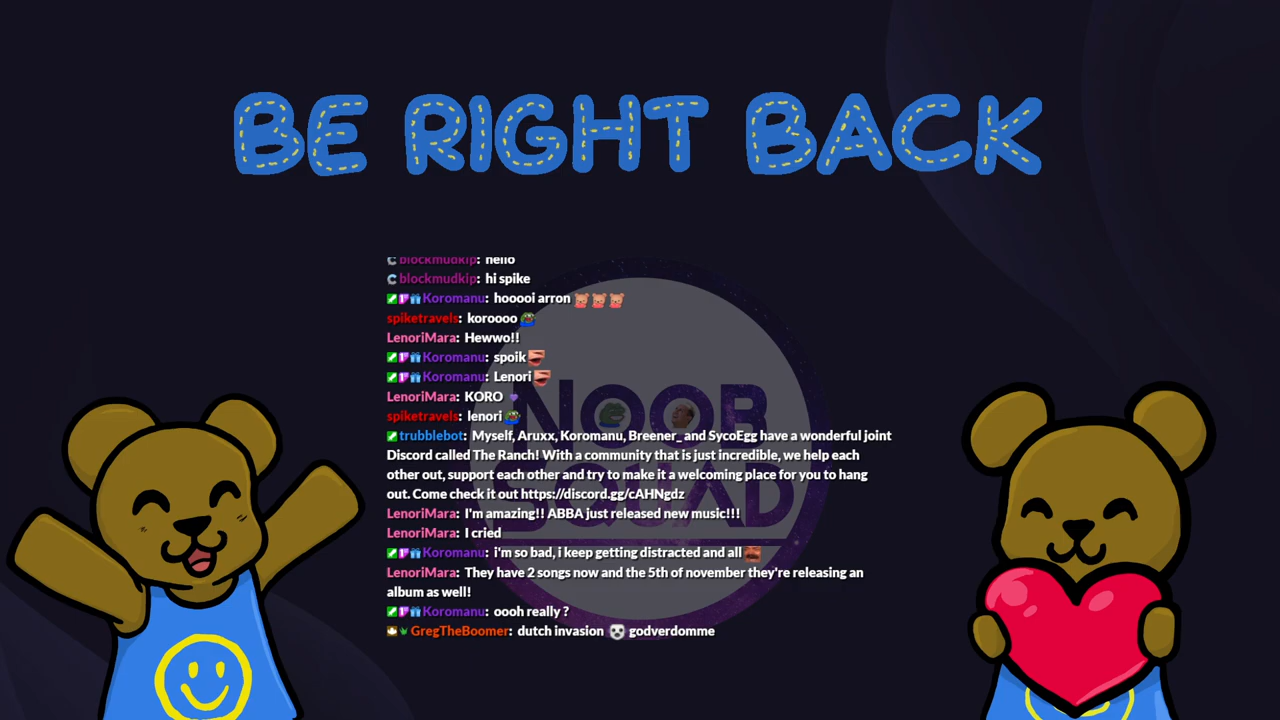 BE RIGHT BACK
blockmudkip: hello
blockmudkip: hi spike
Koromanu: hooooi arron
spiketravels: koroooo
LenoriMara: Hewwo!!
Koromanu: spoik
Koromanu: Lenori
LenoriMara: KORO
spiketravels: lenori
trubblebot: Myself, Aruxx, Koromanu, Breener_ and SycoEgg have a wonderful joint
Discord called The Ranch! With a community that is just incredible, we help each
other out, support each other and try to make it a welcoming place for you to hang
out. Come check it out https://discord.gg/cAHNgdz
LenoriMara: I'm amazing!! ABBA just released new music!!!
LenoriMara: I cried
Koromanu: i'm so bad, i keep getting distracted and all
LenoriMara: They have 2 songs now and the 5th of november they're releasing an
album as well!
Koromanu: oooh really ?
GregTheBoomer: dutch invasion godverdomme
NOOB
SQUAD